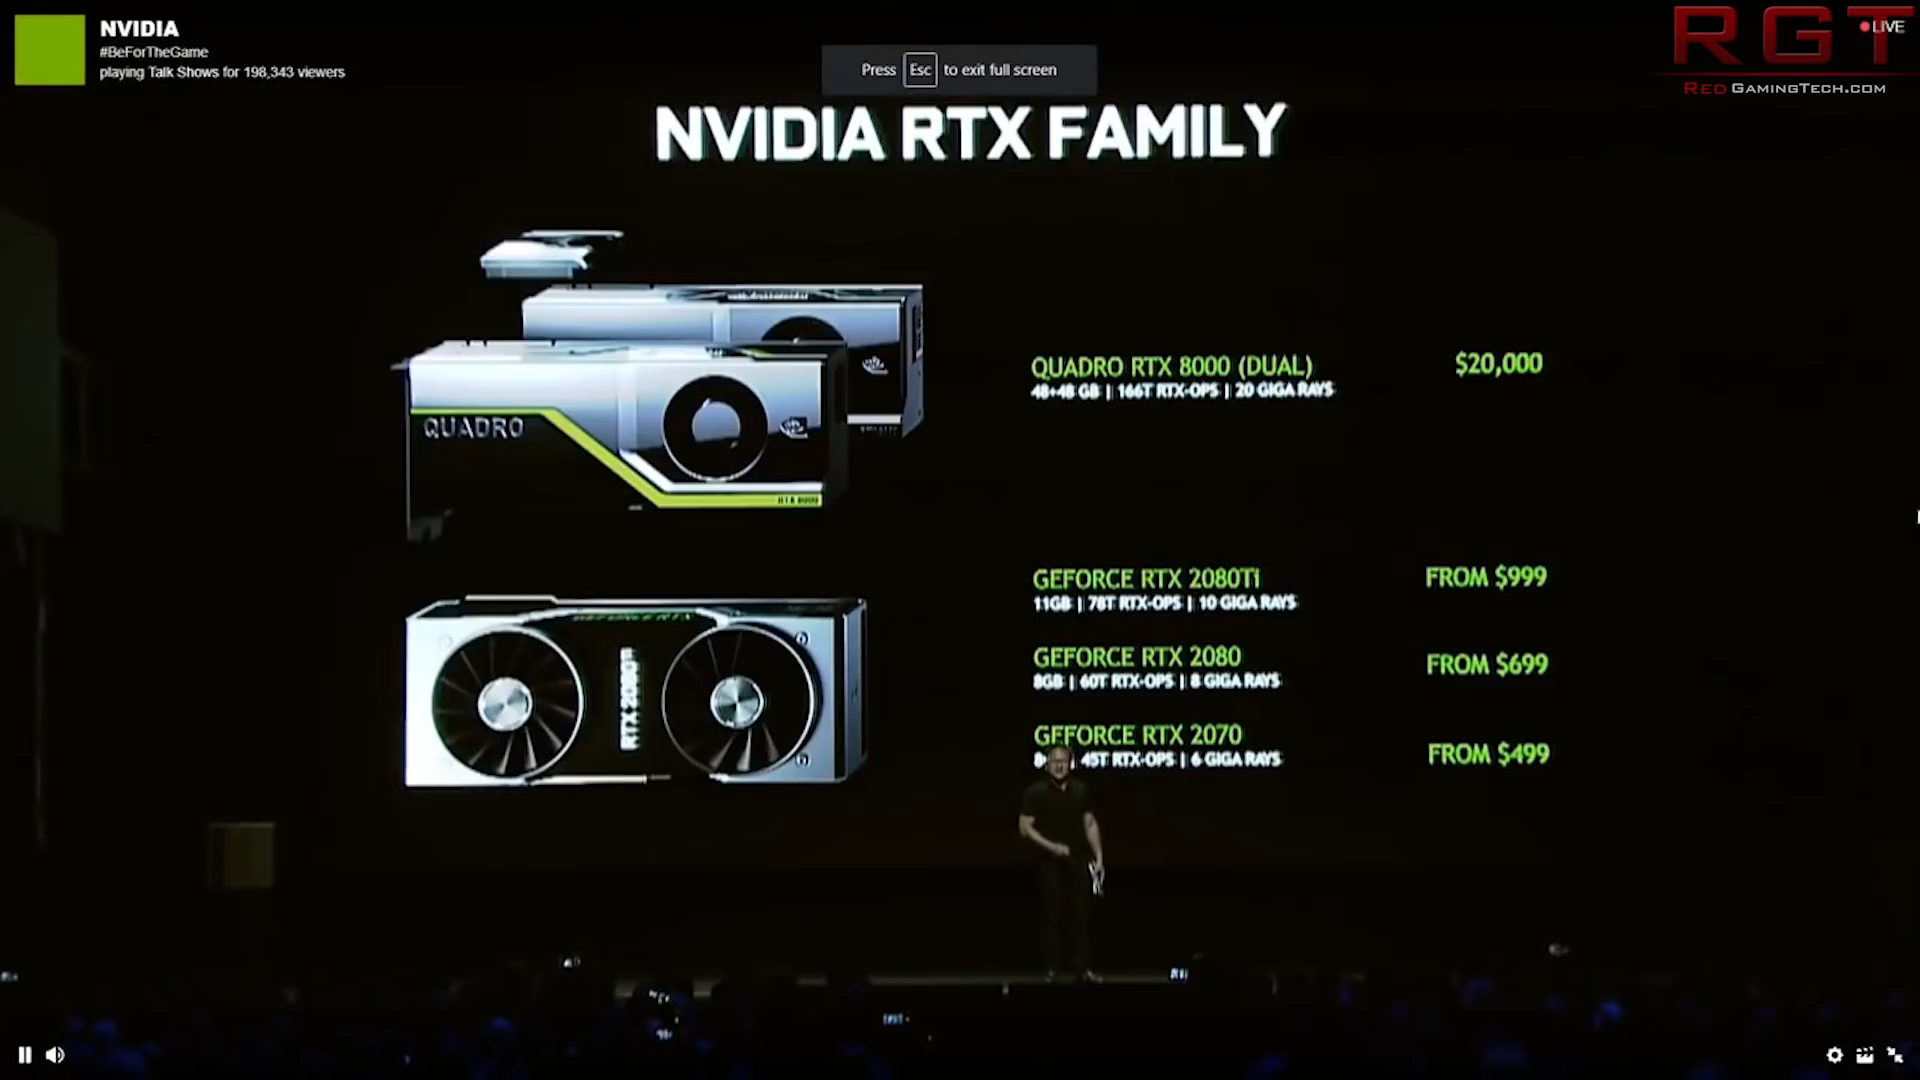 NVIDIA
#BeForTheGame
playing Talk Shows for 198,343 viewers
Press Esc to exit full screen
RGT
LIVE
RED GAMINGTECH.COM
NVIDIA RTX FAMILY
QUADRO RTX 8000 (DUAL) $20,000
48+48 GB | 166T RTX-OPS | 20 GIGA RAYS
QUADRO
RTX 8000
GEFORCE RTX 2080Ti FROM $999
11GB | 78T RTX-OPS | 10 GIGA RAYS
GEFORCE RTX
RTX 2080Ti
GEFORCE RTX 2080 FROM $699
8GB | 60T RTX-OPS | 8 GIGA RAYS
GEFORCE RTX 2070 FROM $499
45T RTX-OPS | 6 GIGA RAYS